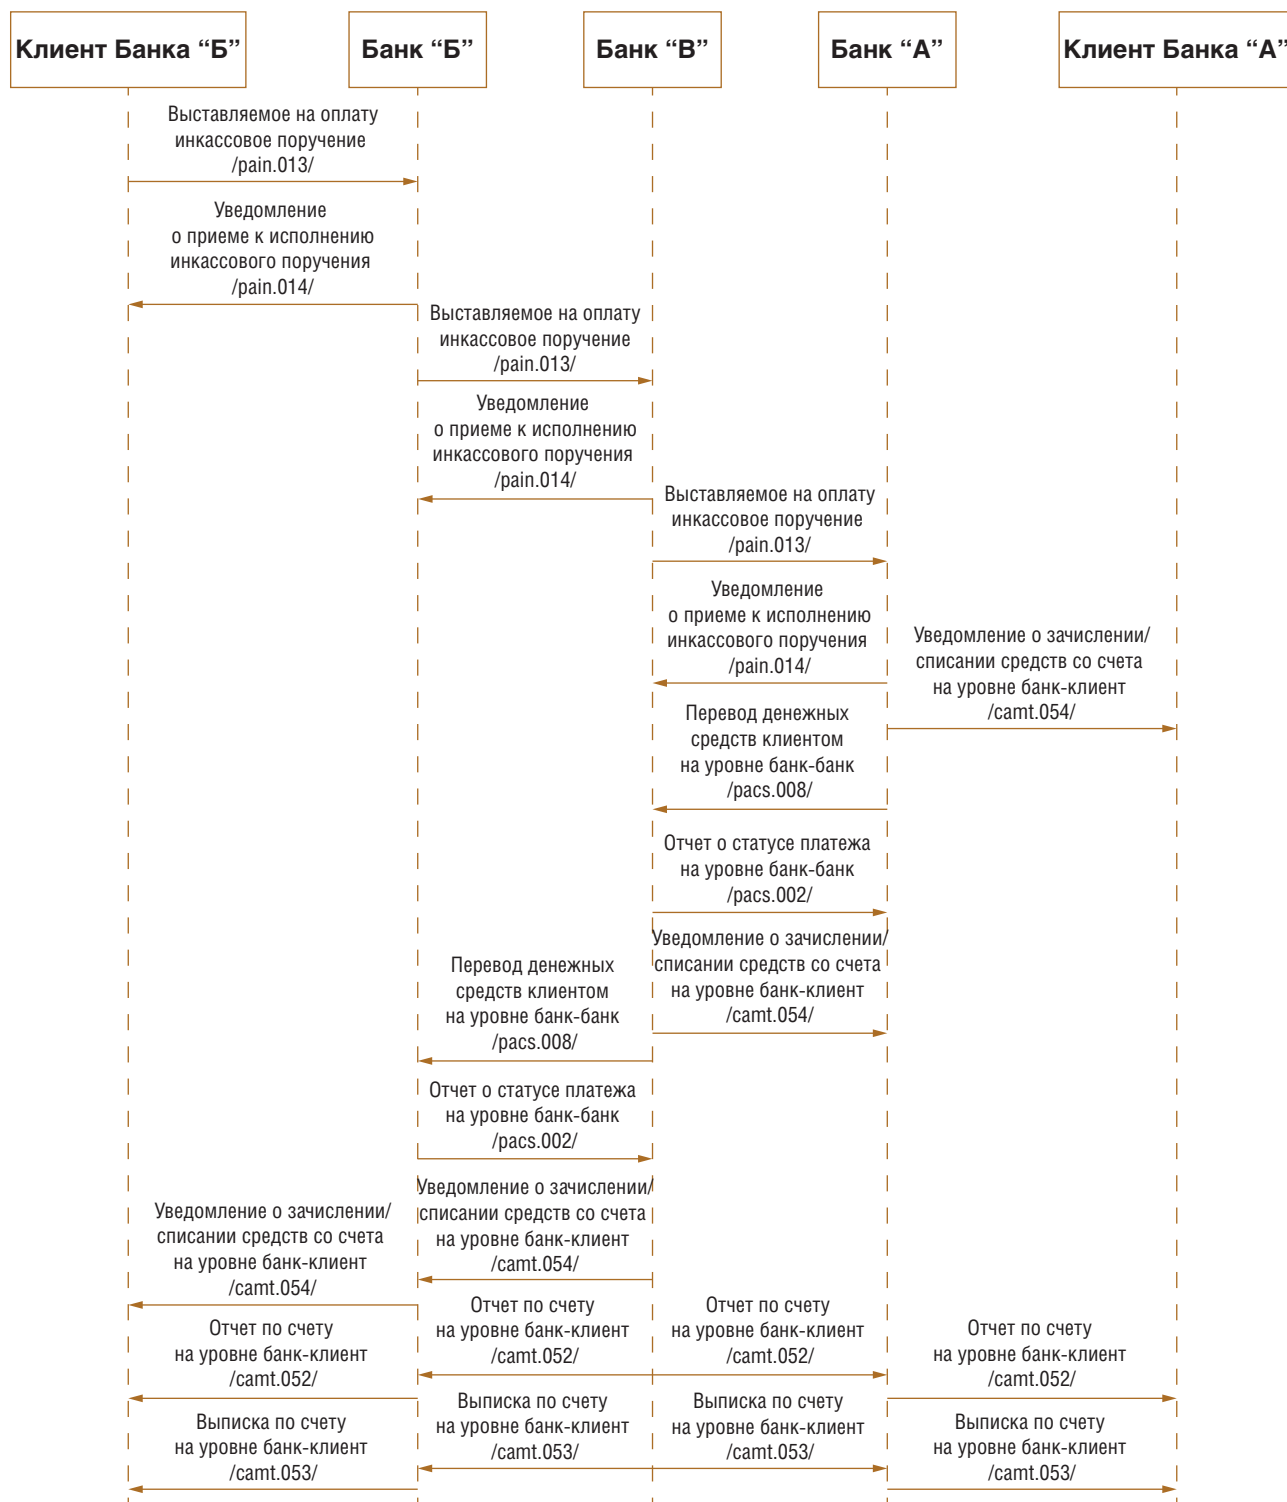 Клиент Банка “Б”
Банк “Б”
Банк “В”
Банк “А”
Клиент Банка “А”
Выставляемое на оплату
инкассовое поручение
/pain.013/
Уведомление
о приеме к исполнению
инкассового поручения
/pain.014/
Выставляемое на оплату
инкассовое поручение
/pain.013/
Уведомление
о приеме к исполнению
инкассового поручения
/pain.014/
Выставляемое на оплату
инкассовое поручение
/pain.013/
Уведомление
о приеме к исполнению
инкассового поручения
/pain.014/
Уведомление о зачислении/
списании средств со счета
на уровне банк-клиент
/camt.054/
Перевод денежных
средств клиентом
на уровне банк-банк
/pacs.008/
Отчет о статусе платежа
на уровне банк-банк
/pacs.002/
Уведомление о зачислении/
списании средств со счета
на уровне банк-клиент
/camt.054/
Перевод денежных
средств клиентом
на уровне банк-банк
/pacs.008/
Отчет о статусе платежа
на уровне банк-банк
/pacs.002/
Уведомление о зачислении/
списании средств со счета
на уровне банк-клиент
/camt.054/
Уведомление о зачислении/
списании средств со счета
на уровне банк-клиент
/camt.054/
Отчет по счету
на уровне банк-клиент
/camt.052/
Отчет по счету
на уровне банк-клиент
/camt.052/
Отчет по счету
на уровне банк-клиент
/camt.052/
Отчет по счету
на уровне банк-клиент
/camt.052/
Выписка по счету
на уровне банк-клиент
/camt.053/
Выписка по счету
на уровне банк-клиент
/camt.053/
Выписка по счету
на уровне банк-клиент
/camt.053/
Выписка по счету
на уровне банк-клиент
/camt.053/